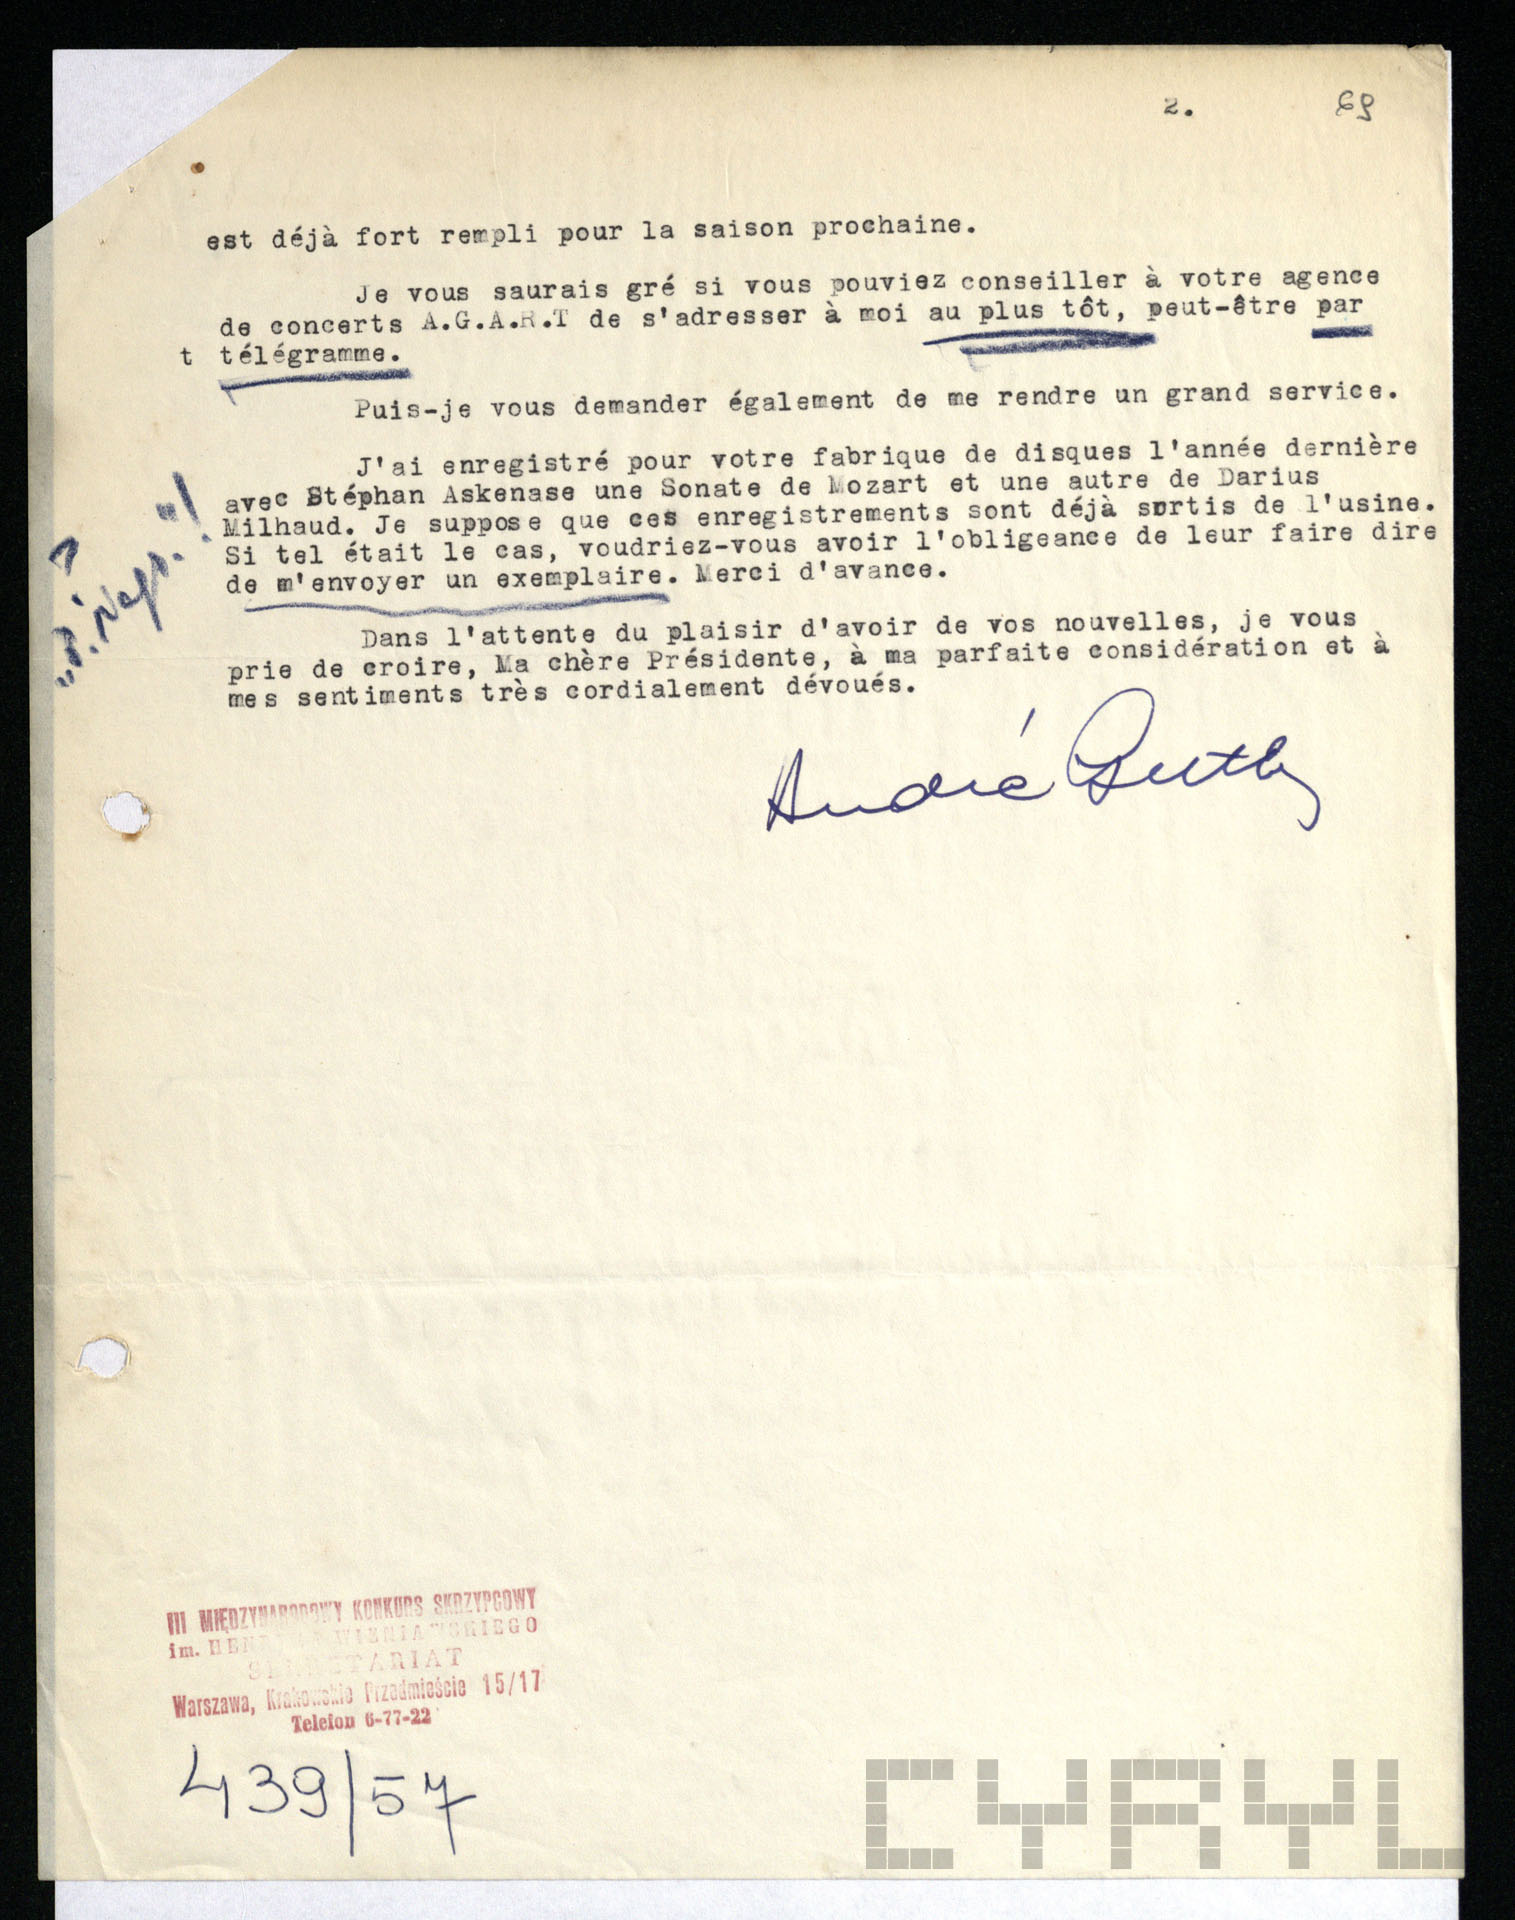 2. 69
est déjà fort rempli pour la saison prochaine.
Je vous saurais gré si vous pouviez conseiller à votre agence
de concerts A.G.A.R.T de s'adresser à moi au plus tôt, peut-être par
t télégramme.
Puis-je vous demander également de me rendre un grand service.
J'ai enregistré pour votre fabrique de disques l'année dernière
avec Stéphan Askenase une Sonate de Mozart et une autre de Darius
Milhaud. Je suppose que ces enregistrements sont déjà sortis de l'usine.
Si tel était le cas, voudriez-vous avoir l'obligeance de leur faire dire
de m'envoyer un exemplaire. Merci d'avance.
Dans l'attente du plaisir d'avoir de vos nouvelles, je vous
prie de croire, Ma chère Présidente, à ma parfaite considération et à
mes sentiments très cordialement dévoués.
André Gertler
III MIĘDZYNARODOWY KONKURS SKRZYPCOWY
im. HENRYKA WIENIAWSKIEGO
SEKRETARIAT
Warszawa, Krakowskie Przedmieście 15/17
Telefon 6-77-22
439/57
CYRYL